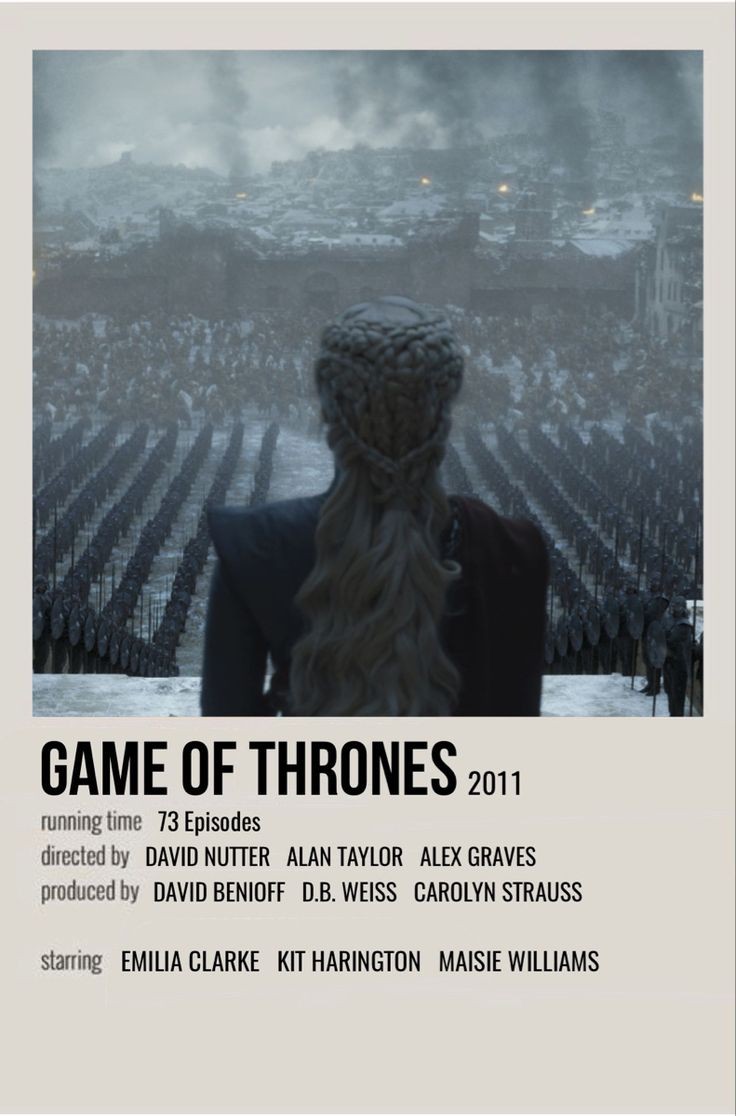 GAME OF THRONES 2011
running time 73 Episodes
directed by DAVID NUTTER ALAN TAYLOR ALEX GRAVES
produced by DAVID BENIOFF D.B. WEISS CAROLYN STRAUSS
starring EMILIA CLARKE KIT HARINGTON MAISIE WILLIAMS